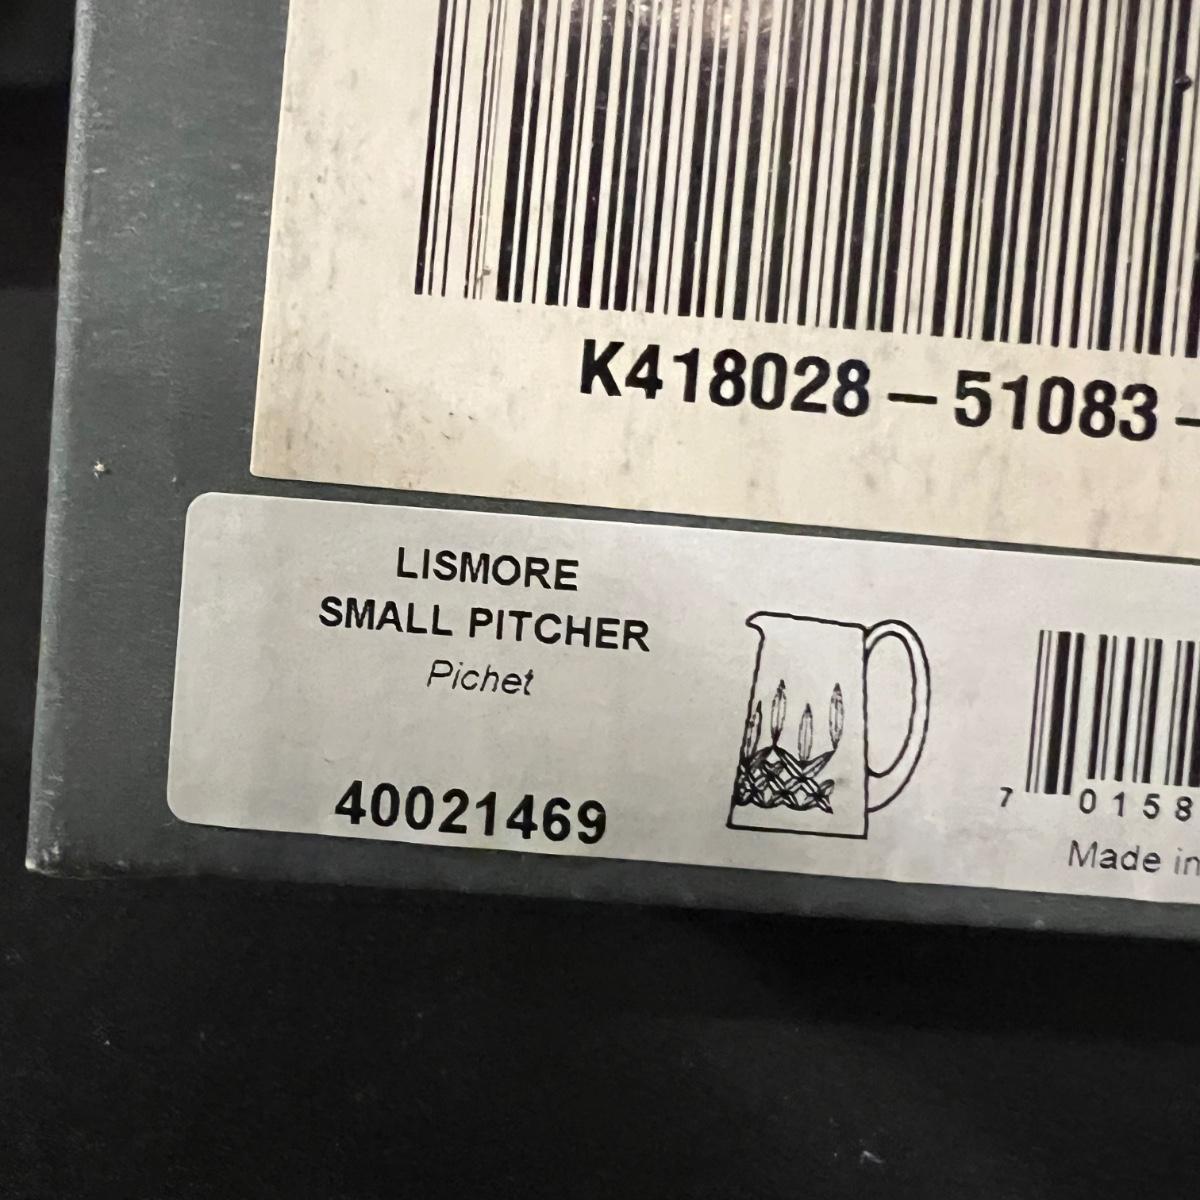 K418028-51083-
LISMORE
SMALL PITCHER
Pichet
40021469
7 0158
Made in